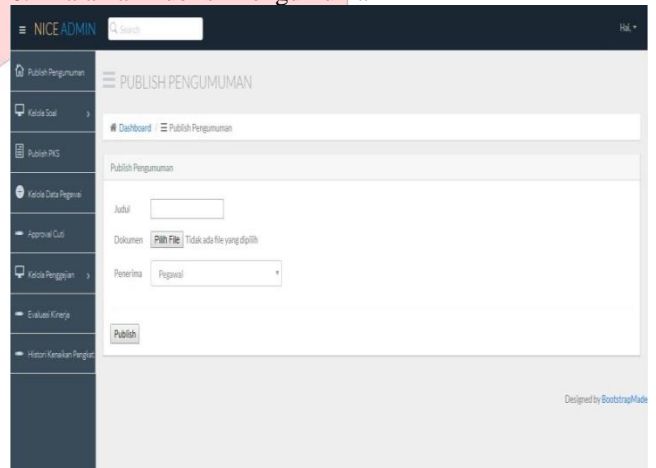 NICE ADMIN
Search
Hai,
Publish Pengumuman
Kelola Soal
Publish PKS
Kelola Data Pegawai
Approval Cuti
Kelola Penggajian
Evaluasi Kinerja
Histori Kenaikan Pangkat
PUBLISH PENGUMUMAN
Dashboard / Publish Pengumuman
Publish Pengumuman
Judul
Dokumen Pilih File Tidak ada file yang dipilih
Penerima Pegawai
Publish
Designed by BootstrapMade